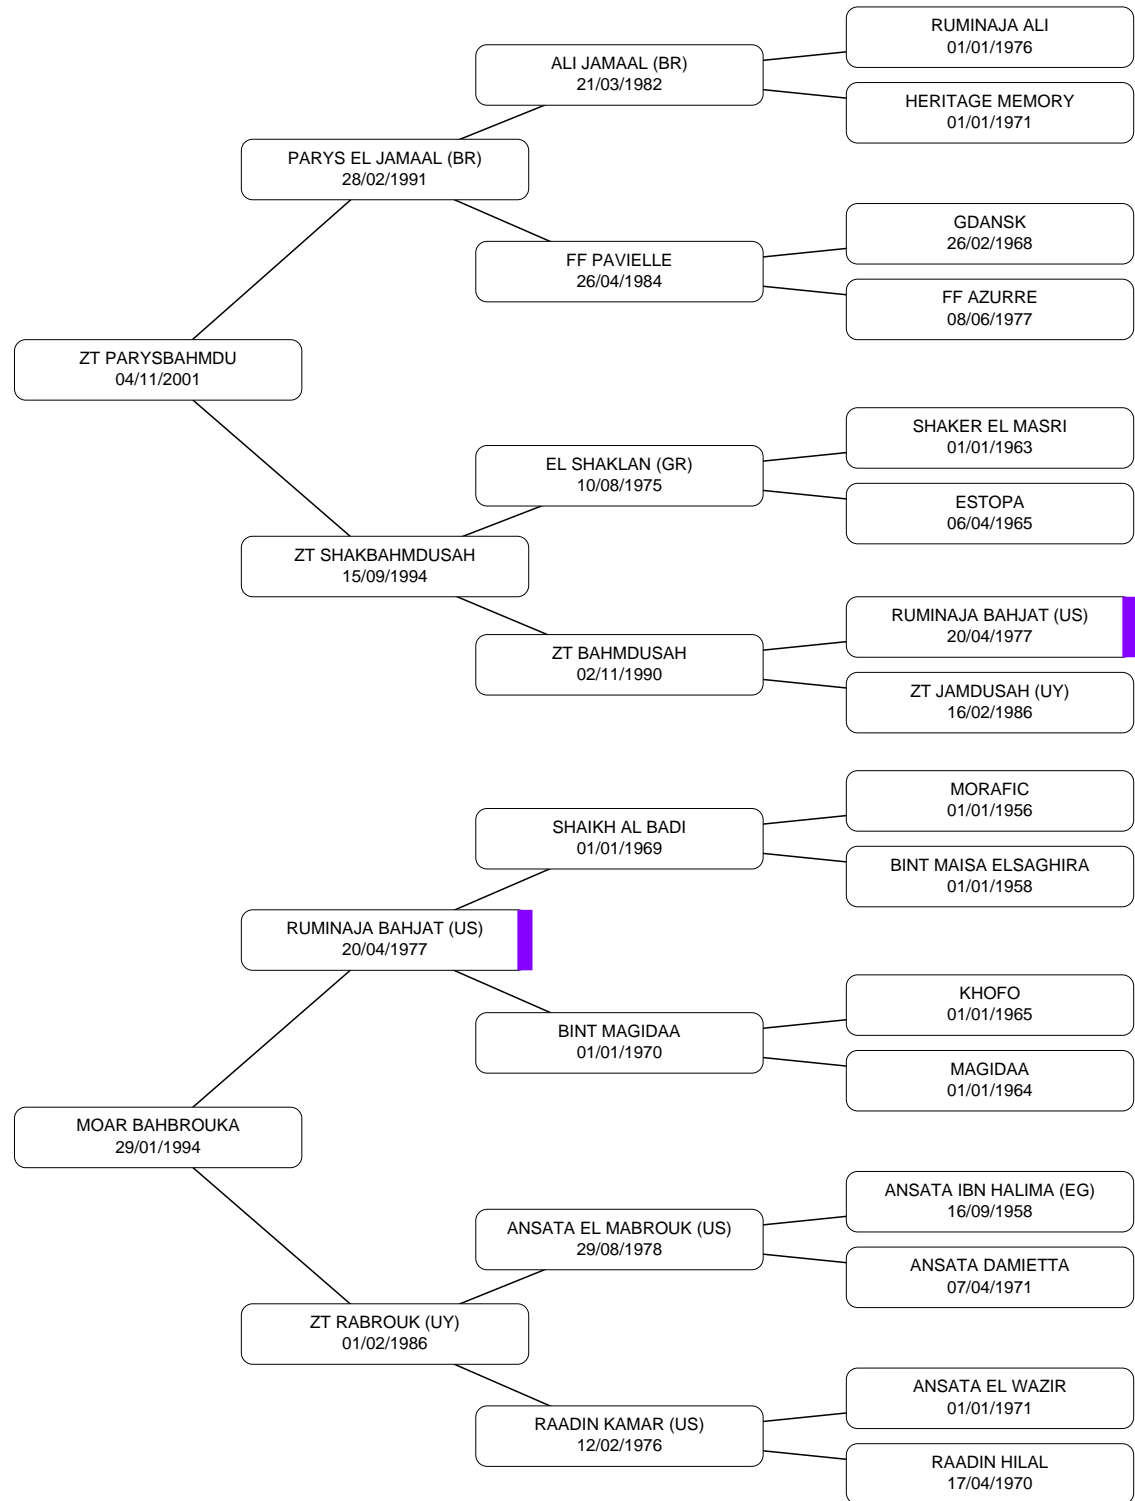 RUMINAJA ALI
01/01/1976
ALI JAMAAL (BR)
21/03/1982
HERITAGE MEMORY
01/01/1971
PARYS EL JAMAAL (BR)
28/02/1991
GDANSK
26/02/1968
FF PAVIELLE
26/04/1984
FF AZURRE
08/06/1977
ZT PARYSBAHMDU
04/11/2001
SHAKER EL MASRI
01/01/1963
EL SHAKLAN (GR)
10/08/1975
ESTOPA
06/04/1965
ZT SHAKBAHMDUSAH
15/09/1994
RUMINAJA BAHJAT (US)
20/04/1977
ZT BAHMDUSAH
02/11/1990
ZT JAMDUSAH (UY)
16/02/1986
MORAFIC
01/01/1956
SHAIKH AL BADI
01/01/1969
BINT MAISA ELSAGHIRA
01/01/1958
RUMINAJA BAHJAT (US)
20/04/1977
KHOFO
01/01/1965
BINT MAGIDAA
01/01/1970
MAGIDAA
01/01/1964
MOAR BAHBROUKA
29/01/1994
ANSATA IBN HALIMA (EG)
16/09/1958
ANSATA EL MABROUK (US)
29/08/1978
ANSATA DAMIETTA
07/04/1971
ZT RABROUK (UY)
01/02/1986
ANSATA EL WAZIR
01/01/1971
RAADIN KAMAR (US)
12/02/1976
RAADIN HILAL
17/04/1970